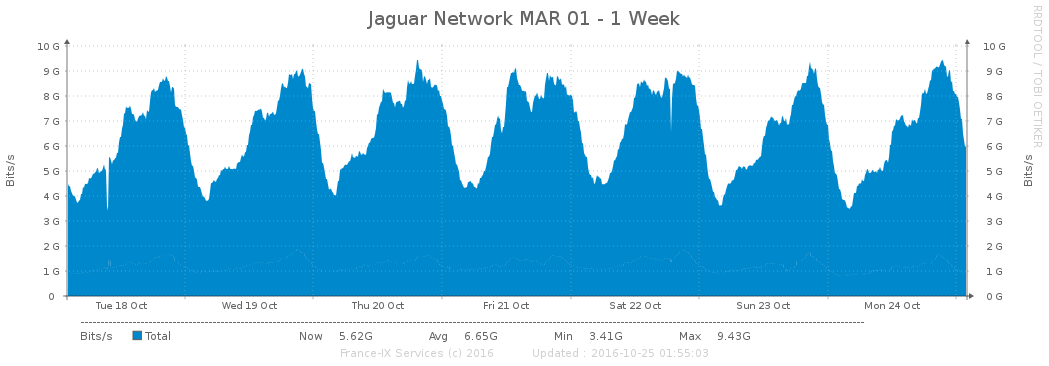 Jaguar Network MAR 01 - 1 Week
RRDTOOL / TOBI OETIKER
Bits/s
10 G 10 G
9 G 9 G
8 G 8 G
7 G 7 G
6 G 6 G
5 G 5 G
4 G 4 G
3 G 3 G
2 G 2 G
1 G 1 G
0 0 G
Bits/s
Tue 18 Oct Wed 19 Oct Thu 20 Oct Fri 21 Oct Sat 22 Oct Sun 23 Oct Mon 24 Oct
Bits/s Total Now 5.62G Avg 6.65G Min 3.41G Max 9.43G
France-IX Services (c) 2016 Updated : 2016-10-25 01:55:03